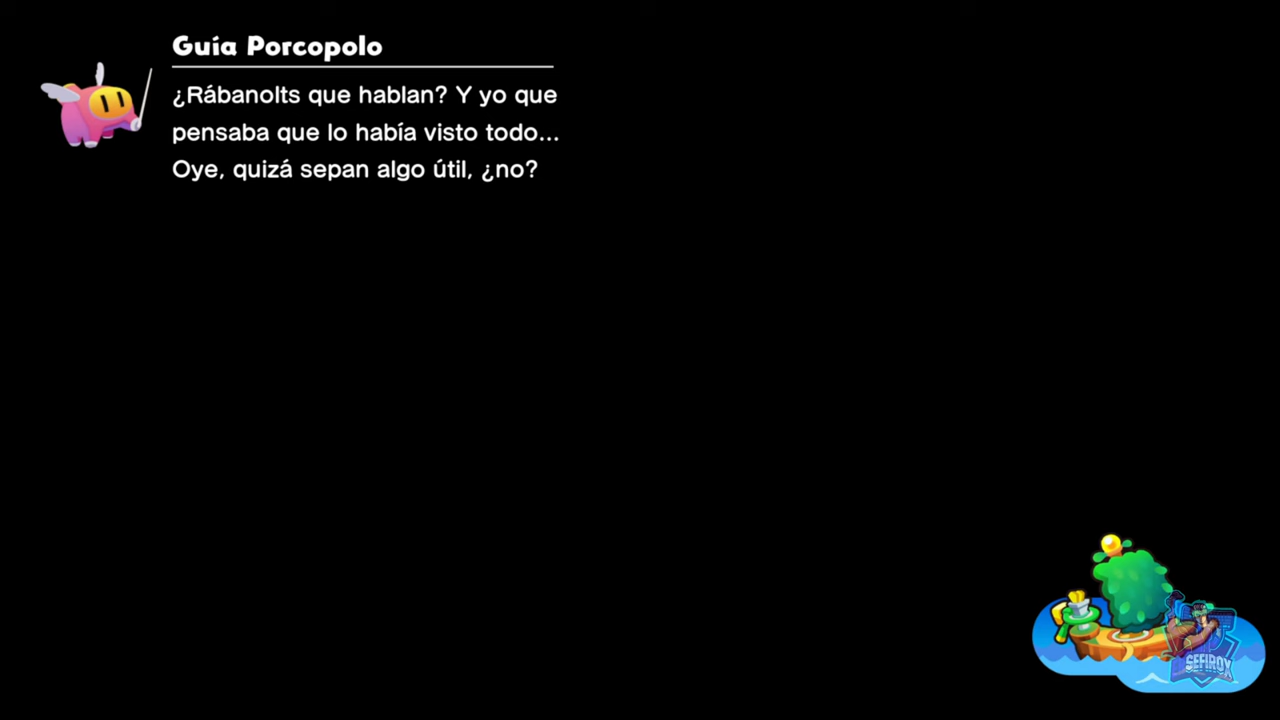 Guía Porcopolo
¿Rábanolts que hablan? Y yo que
pensaba que lo había visto todo...
Oye, quizá sepan algo útil, ¿no?
SEFIROX